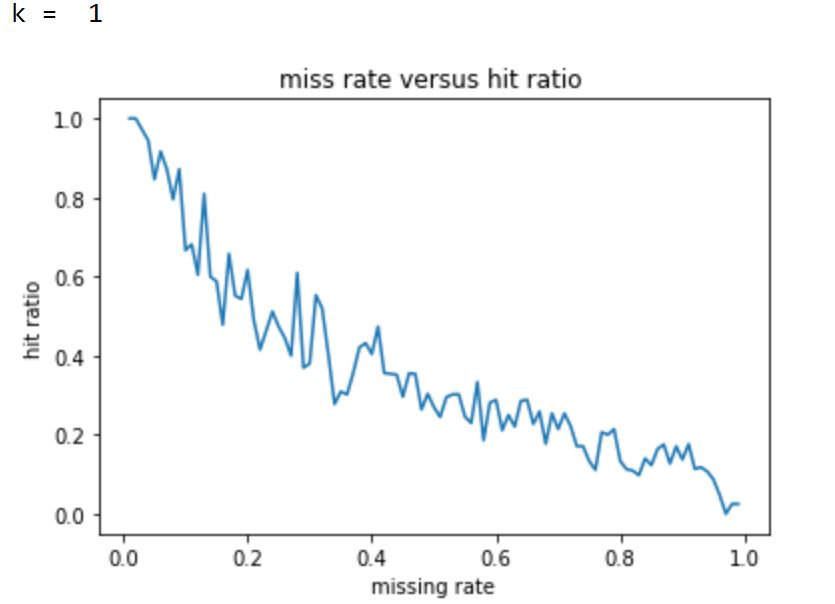 k =  1
miss rate versus hit ratio
1.0
0.8
0.6
0.4
0.2
0.0
hit ratio
0.0 0.2 0.4 0.6 0.8 1.0
missing rate